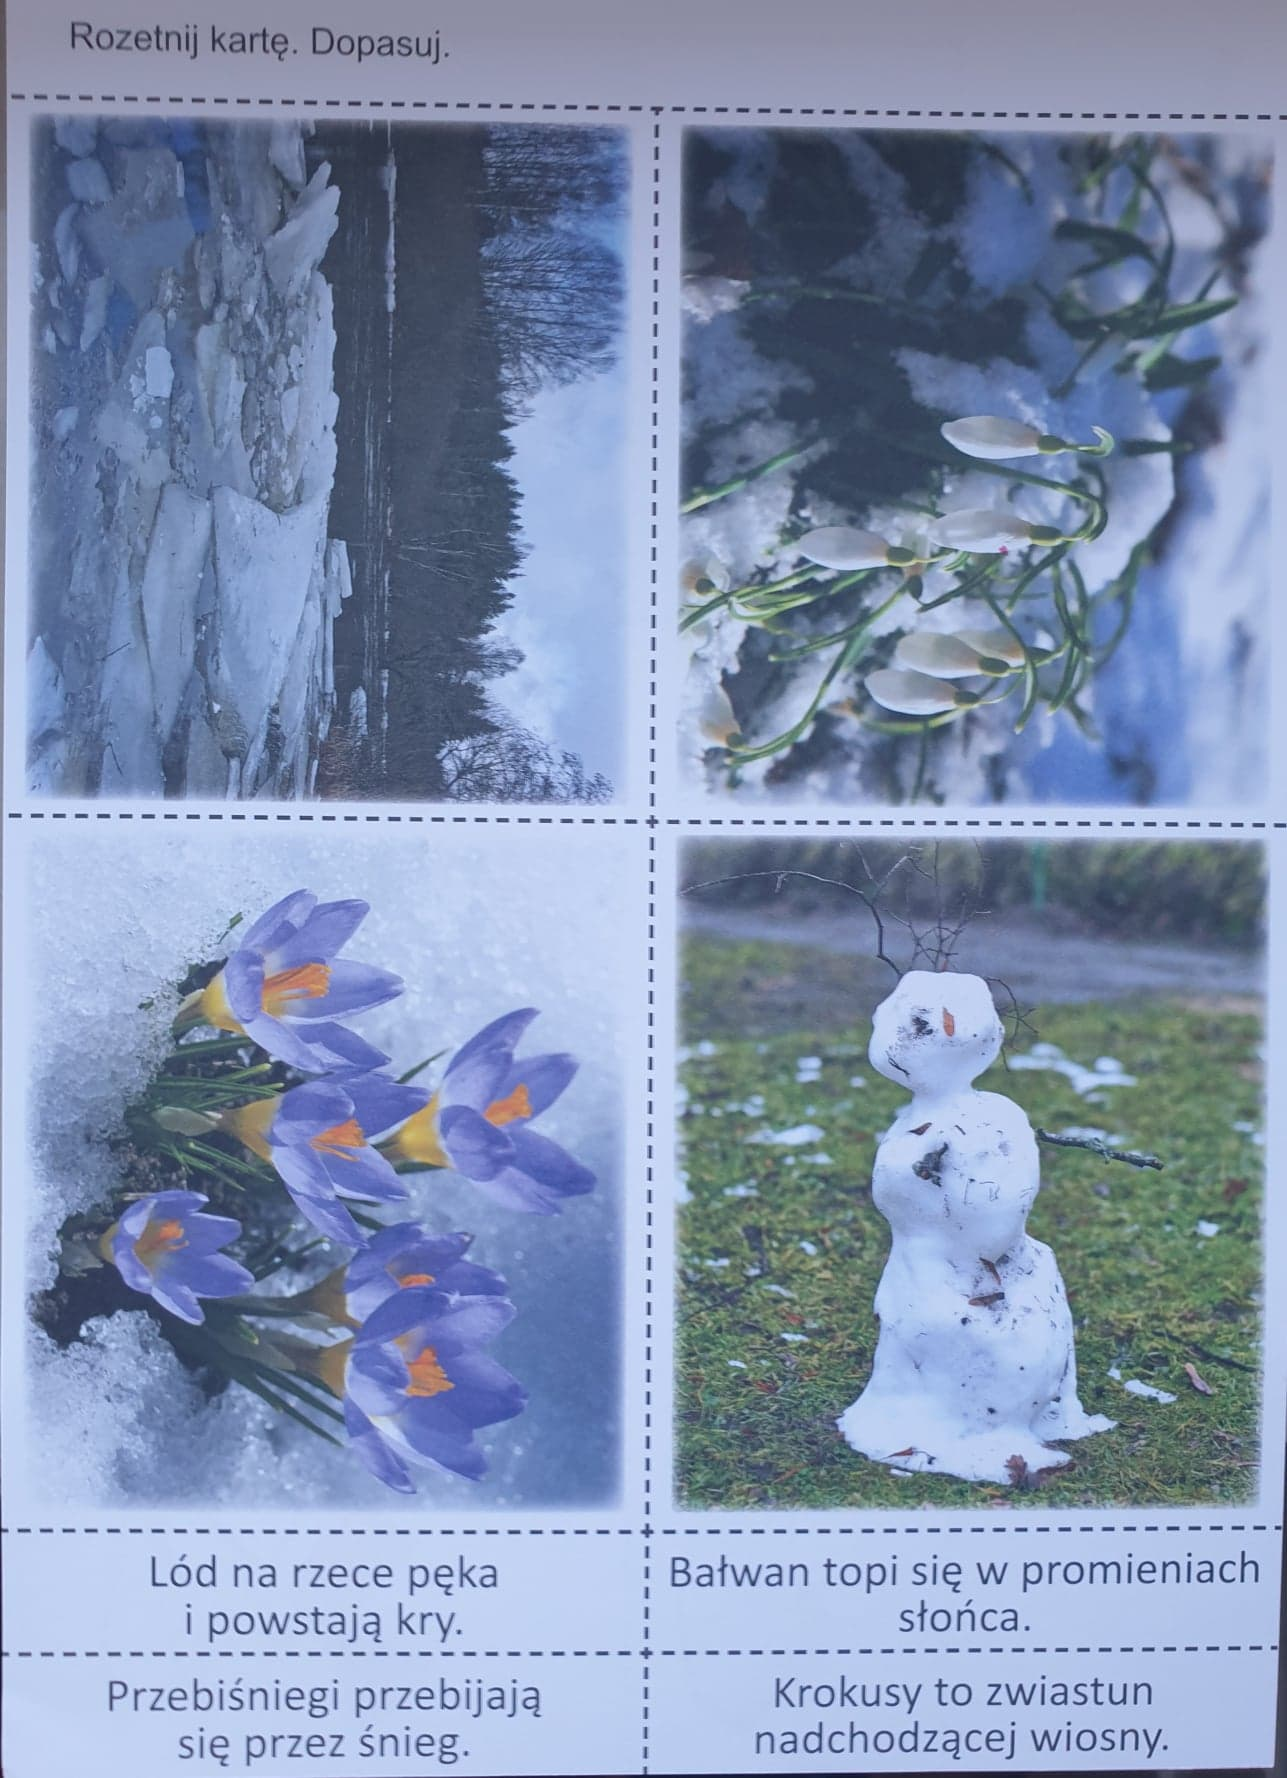 Rozetnij kartę. Dopasuj.
Lód na rzece pęka
i powstają kry.
Bałwan topi się w promieniach
słońca.
Przebiśniegi przebijają
się przez śnieg.
Krokusy to zwiastun
nadchodzącej wiosny.